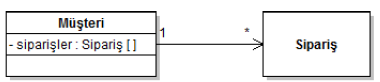 Müşteri
- siparişler : Sipariş [ ]
1
*
Sipariş